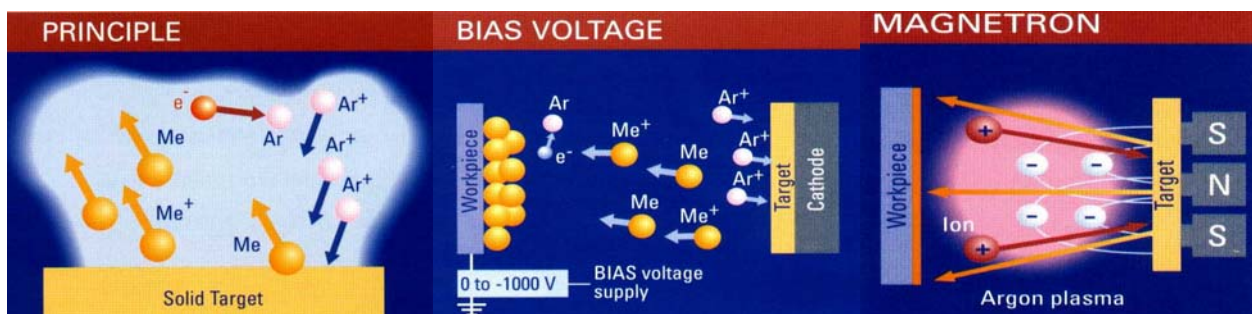 PRINCIPLE
e-
Ar
Ar+
Me
Ar+
Me+
Me
Solid Target
BIAS VOLTAGE
Workpiece
Ar
e-
Me+
Me
Me
Me+
Ar+
Ar+
Ar+
Target
Cathode
0 to -1000 V
BIAS voltage
supply
MAGNETRON
Workpiece
+
-
-
-
-
Ion
+
Target
S
N
S
Argon plasma